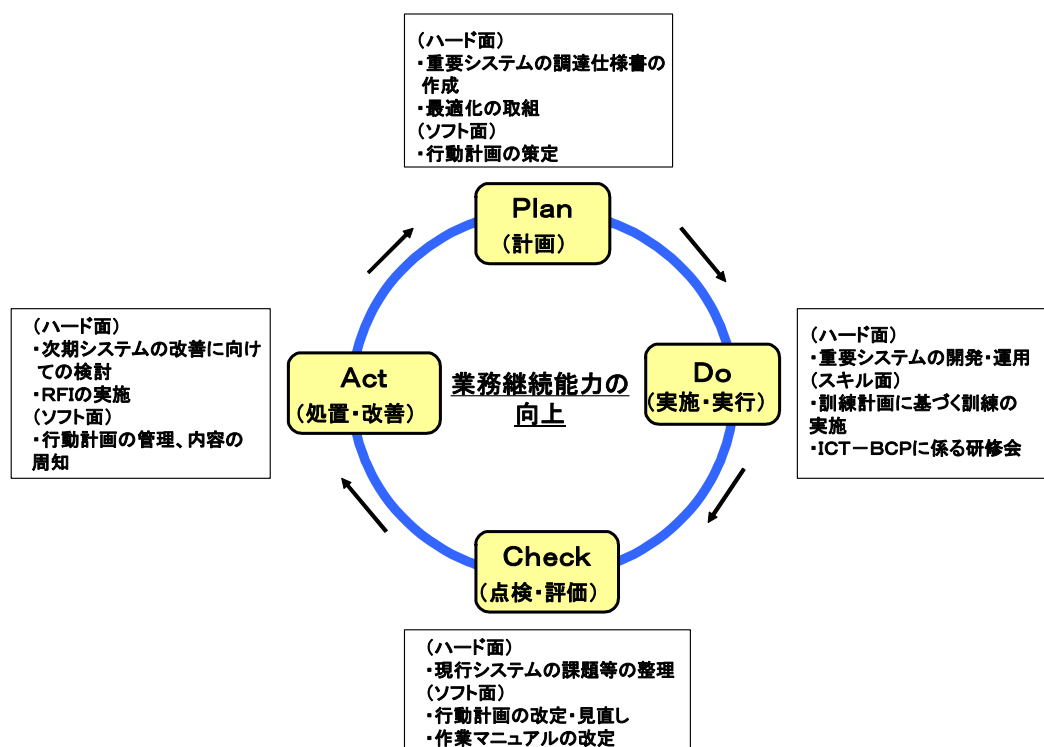 （ハード面）
・重要システムの調達仕様書の
作成
・最適化の取組
（ソフト面）
・行動計画の策定
Plan
（計画）
（ハード面）
・次期システムの改善に向け
ての検討
・RFIの実施
（ソフト面）
・行動計画の管理、内容の
周知
Act
（処置・改善）
業務継続能力の
向上
Do
（実施・実行）
（ハード面）
・重要システムの開発・運用
（スキル面）
・訓練計画に基づく訓練の
実施
・ICT－BCPに係る研修会
Check
（点検・評価）
（ハード面）
・現行システムの課題等の整理
（ソフト面）
・行動計画の改定・見直し
・作業マニュアルの改定